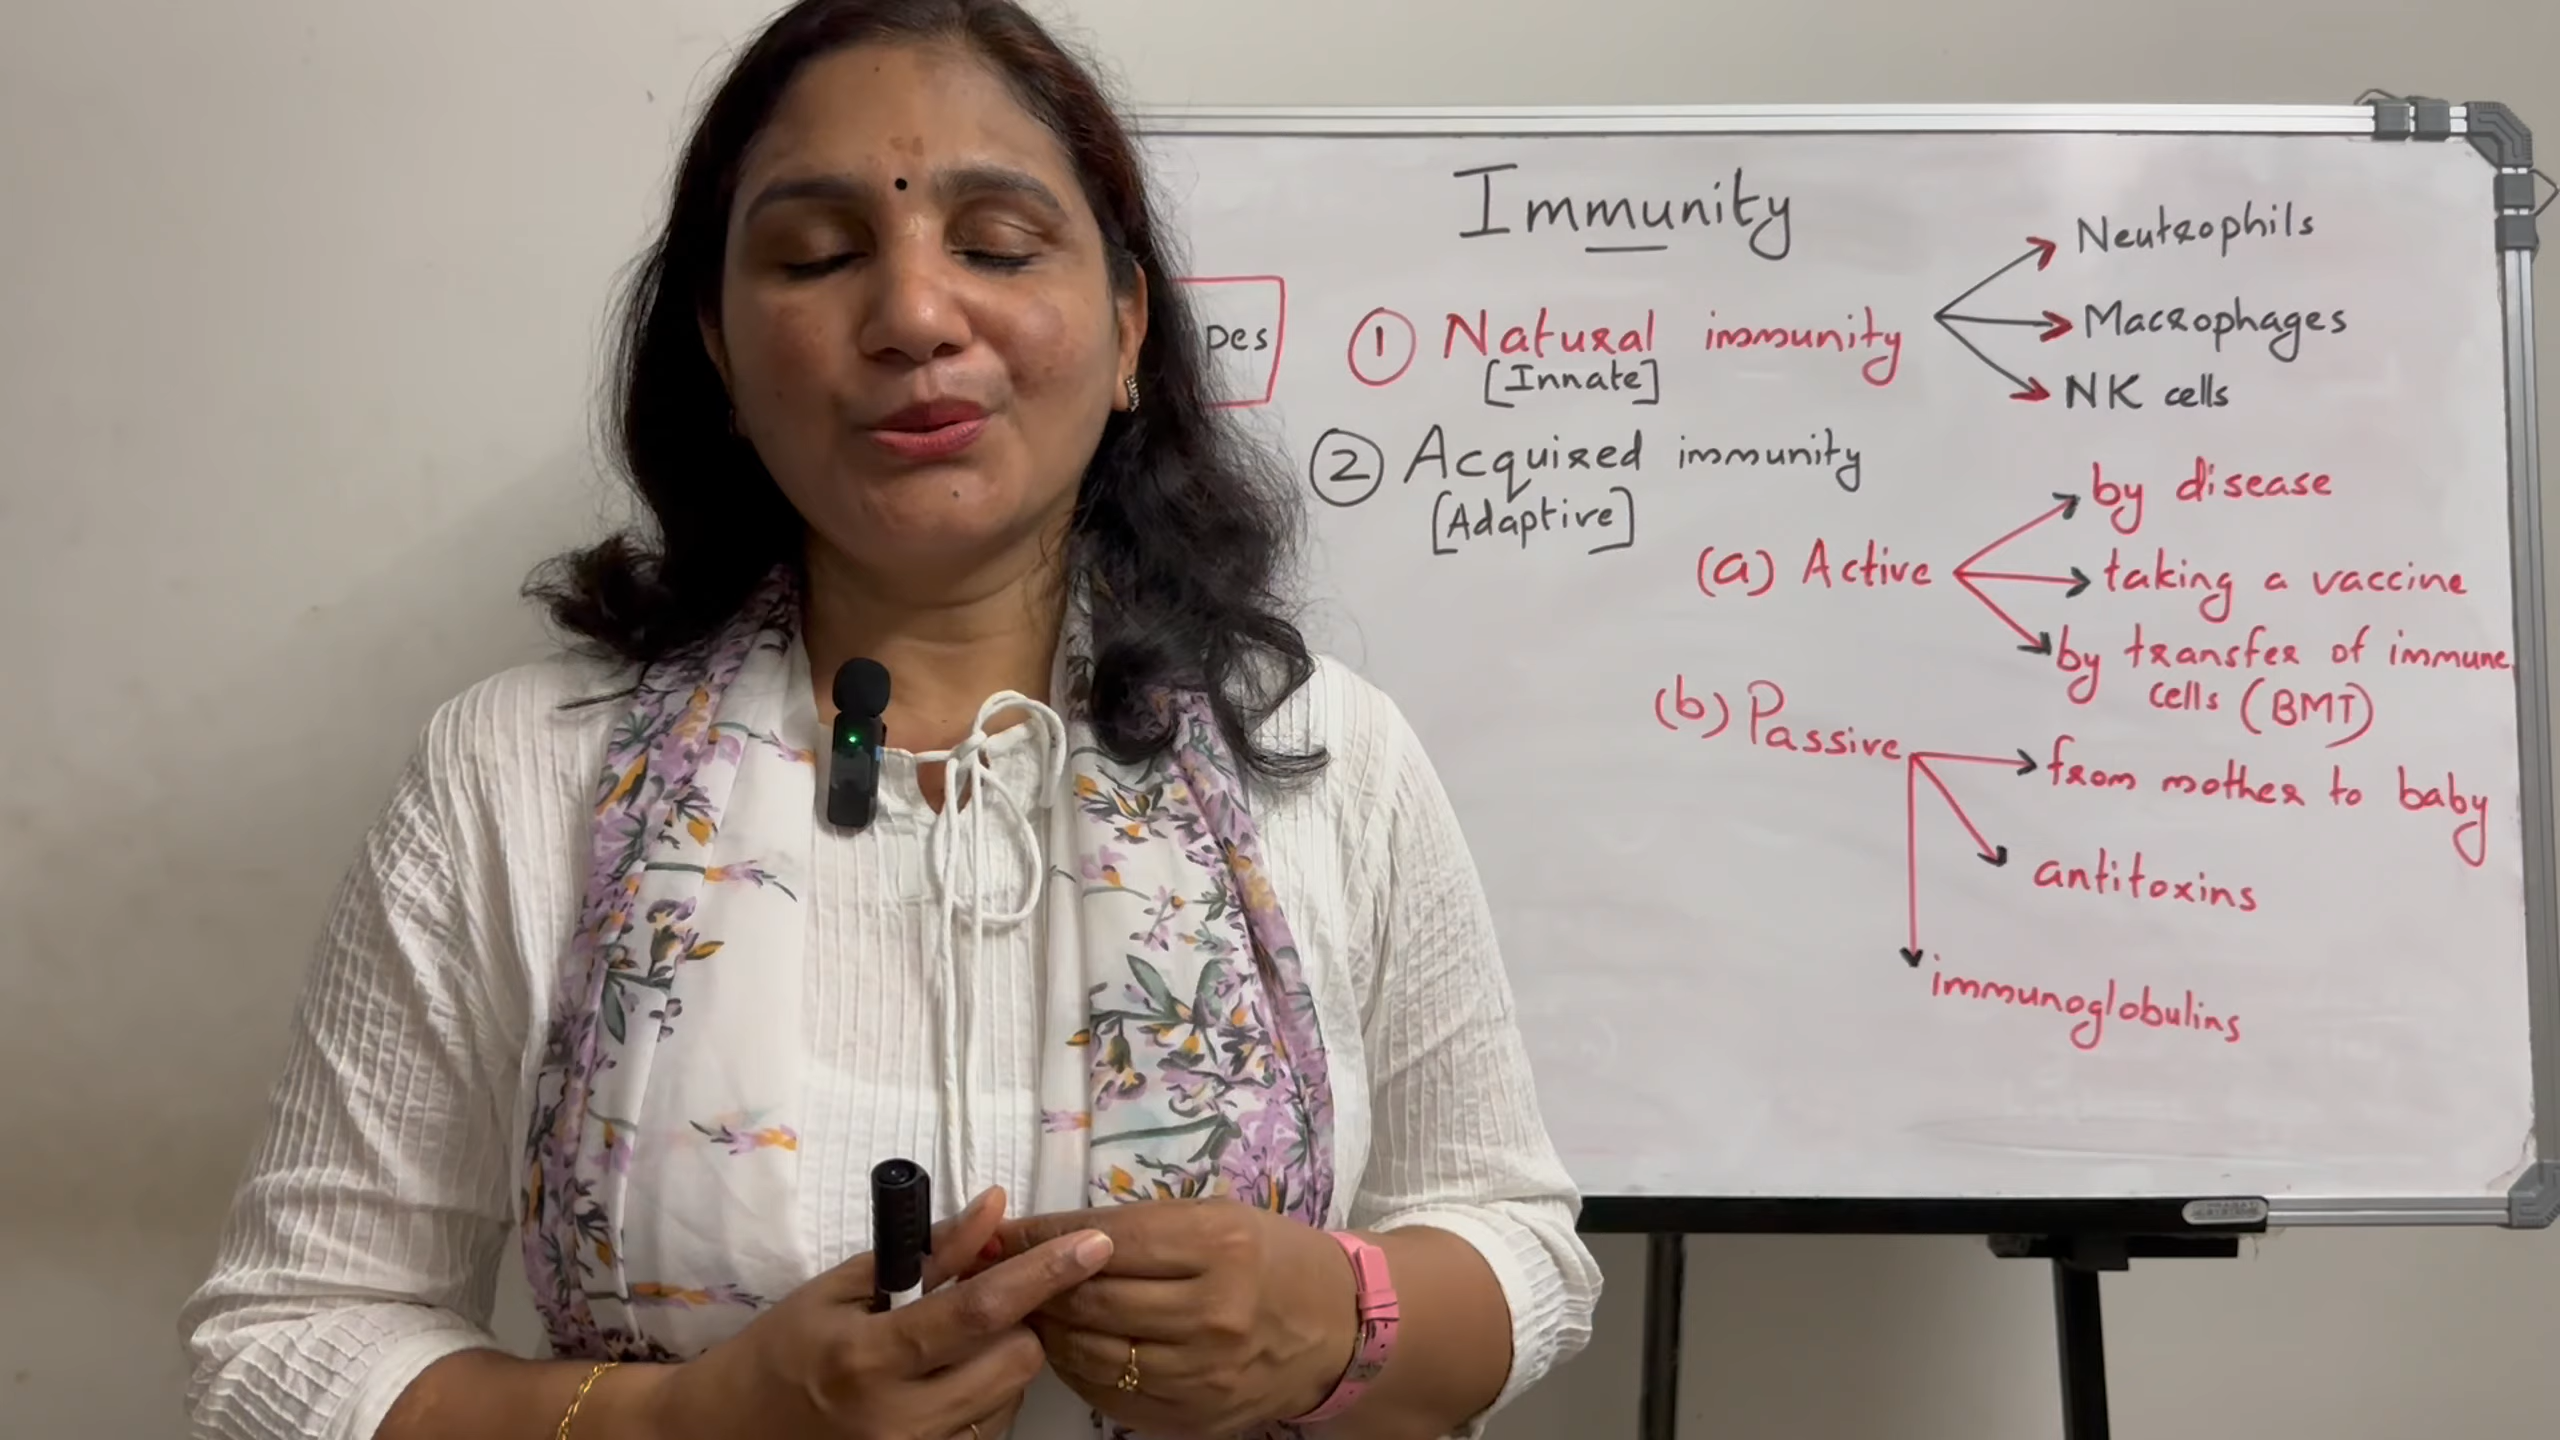 Immunity
pes
① Natural immunity
[Innate]
Neutrophils
Macrophages
NK cells
② Acquired immunity
[Adaptive]
(a) Active
by disease
taking a vaccine
by transfer of immune
cells (BMT)
(b) Passive
from mother to baby
antitoxins
immunoglobulins